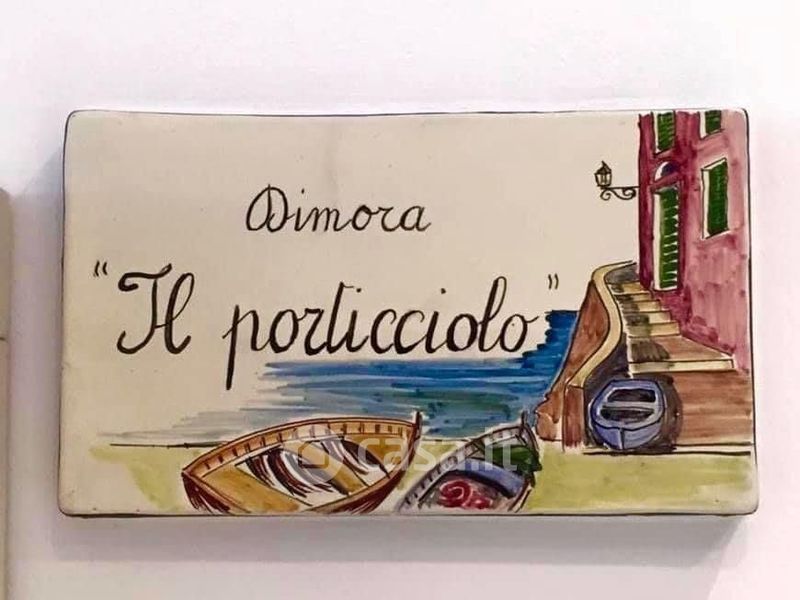 Dimora
"Il porticciolo"
casa.it